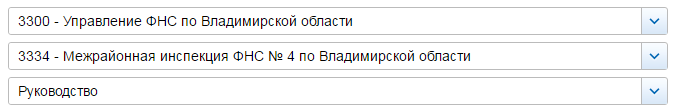 3300 - Управление ФНС по Владимирской области
3334 - Межрайонная инспекция ФНС № 4 по Владимирской области
Руководство